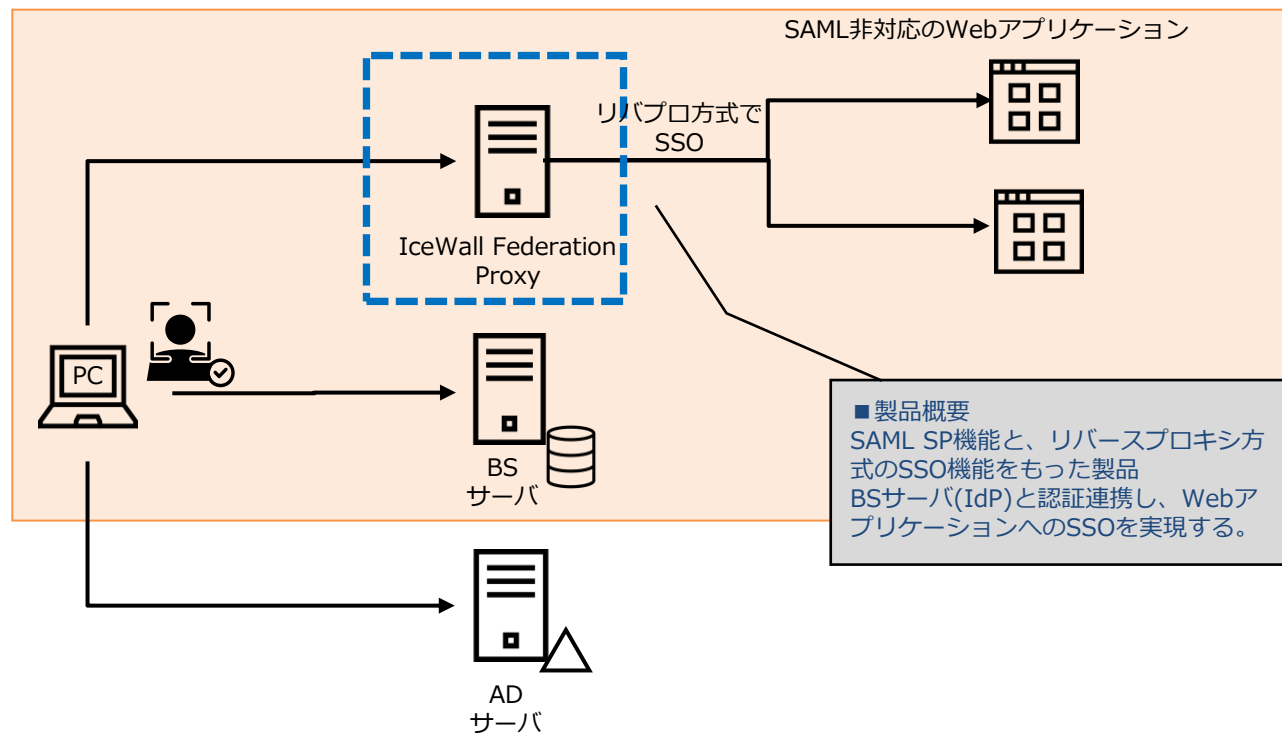 SAML非対応のWebアプリケーション
リバプロ方式で
SSO
IceWall Federation
Proxy
PC
BS
サーバ
■製品概要
SAML SP機能と、リバースプロキシ方
式のSSO機能をもった製品
BSサーバ(IdP)と認証連携し、Webア
プリケーションへのSSOを実現する。
AD
サーバ